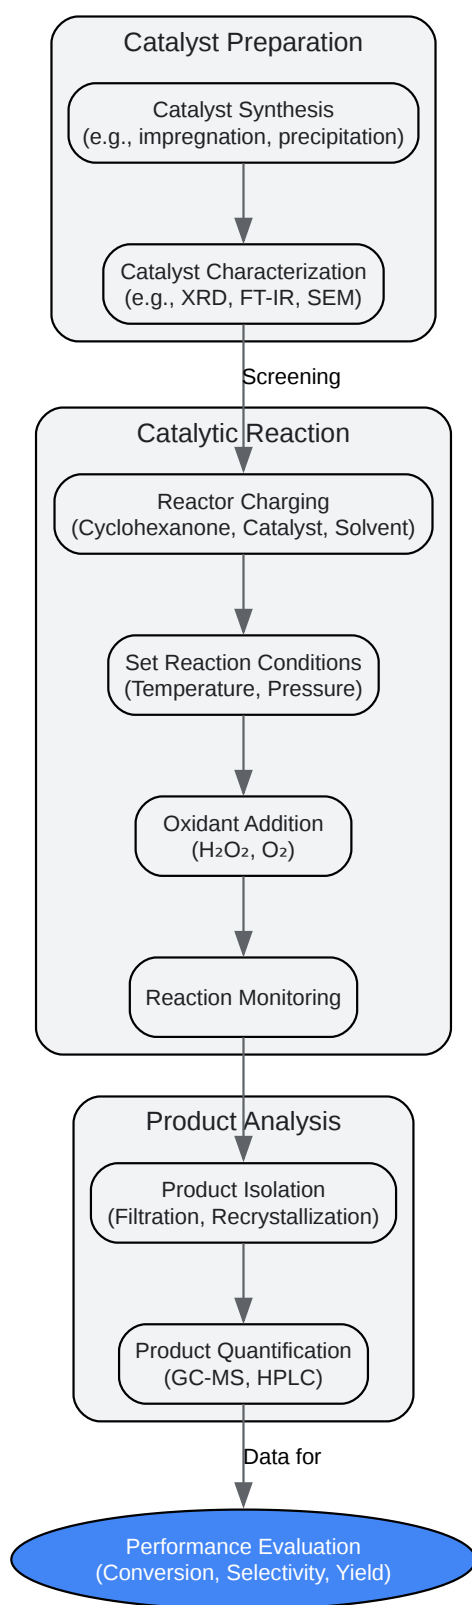 Catalyst Preparation
Catalyst Synthesis
(e.g., impregnation, precipitation)
Catalyst Characterization
(e.g., XRD, FT-IR, SEM)
Screening
Catalytic Reaction
Reactor Charging
(Cyclohexanone, Catalyst, Solvent)
Set Reaction Conditions
(Temperature, Pressure)
Oxidant Addition
(H₂O₂, O₂)
Reaction Monitoring
Product Analysis
Product Isolation
(Filtration, Recrystallization)
Product Quantification
(GC-MS, HPLC)
Data for
Performance Evaluation
(Conversion, Selectivity, Yield)